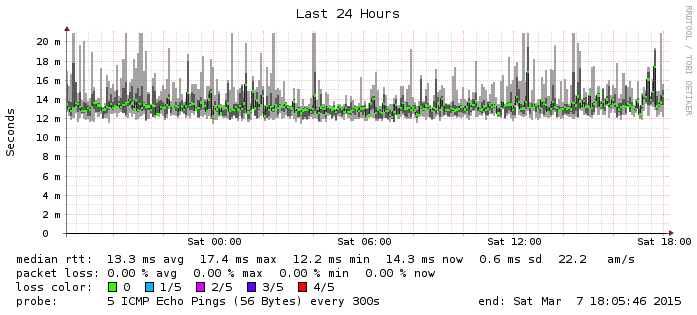 Last 24 Hours
RRDTOOL / TOBI OETIKER
Seconds
20 m
18 m
16 m
14 m
12 m
10 m
8 m
6 m
4 m
2 m
0
Sat 00:00 Sat 06:00 Sat 12:00 Sat 18:00
median rtt: 13.3 ms avg 17.4 ms max 12.2 ms min 14.3 ms now 0.6 ms sd 22.2 am/s
packet loss: 0.00 % avg 0.00 % max 0.00 % min 0.00 % now
loss color: 0 1/5 2/5 3/5 4/5
probe: 5 ICMP Echo Pings (56 Bytes) every 300s end: Sat Mar 7 18:05:46 2015